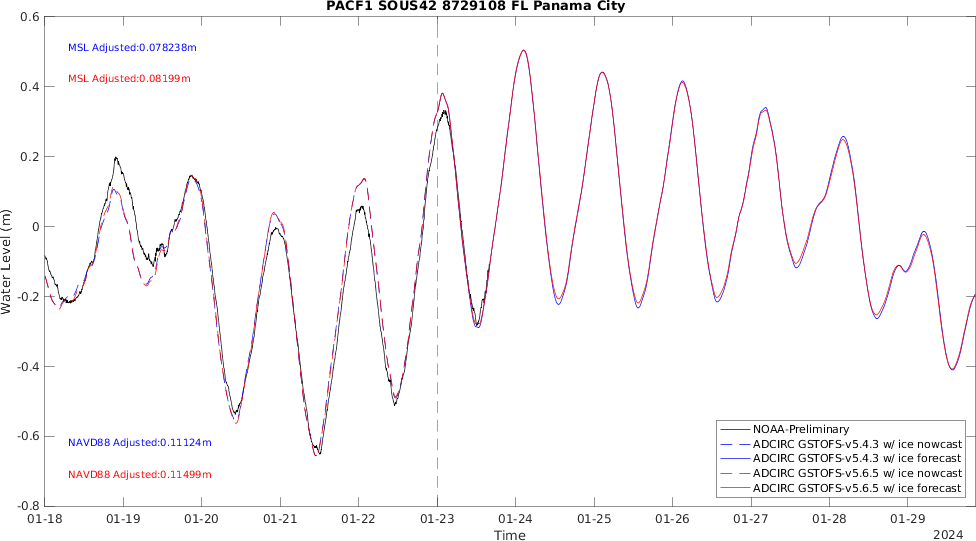 PACF1 SOUS42 8729108 FL Panama City
0.6
0.4
0.2
0
-0.2
-0.4
-0.6
-0.8
Water Level (m)
MSL Adjusted:0.078238m
MSL Adjusted:0.08199m
NAVD88 Adjusted:0.11124m
NAVD88 Adjusted:0.11499m
NOAA-Preliminary
ADCIRC GSTOFS-v5.4.3 w/ ice nowcast
ADCIRC GSTOFS-v5.4.3 w/ ice forecast
ADCIRC GSTOFS-v5.6.5 w/ ice nowcast
ADCIRC GSTOFS-v5.6.5 w/ ice forecast
01-18 01-19 01-20 01-21 01-22 01-23 01-24 01-25 01-26 01-27 01-28 01-29
Time
2024